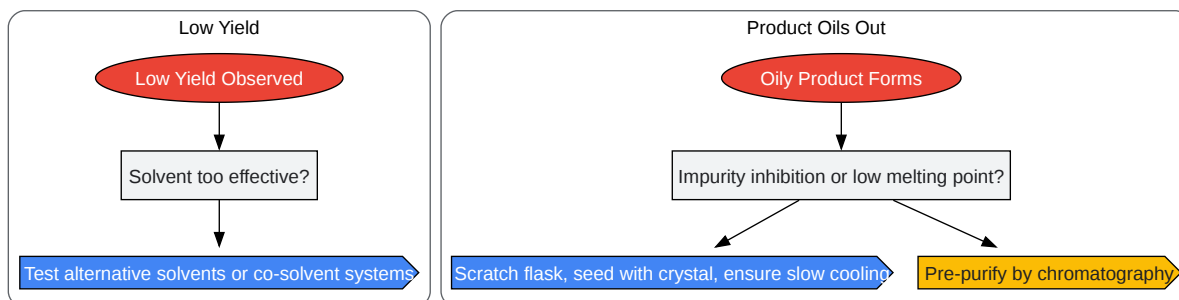 Low Yield
Low Yield Observed
Solvent too effective?
Test alternative solvents or co-solvent systems
Product Oils Out
Oily Product Forms
Impurity inhibition or low melting point?
Scratch flask, seed with crystal, ensure slow cooling
Pre-purify by chromatography